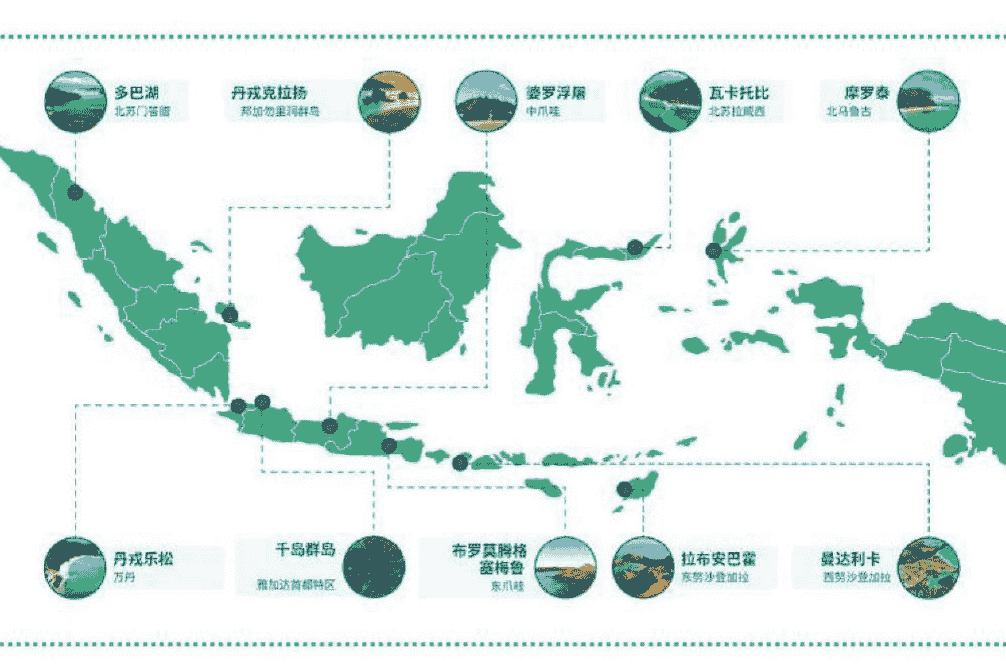 多巴湖
北苏门答腊
丹戎克拉扬
邦加勿里洞群岛
婆罗浮屠
中爪哇
瓦卡托比
北苏拉威西
摩罗泰
北马鲁古
丹戎乐松
万丹
千岛群岛
雅加达首都特区
布罗莫腾格
塞梅鲁
东爪哇
拉布安巴霍
东努沙登加拉
曼达利卡
西努沙登加拉